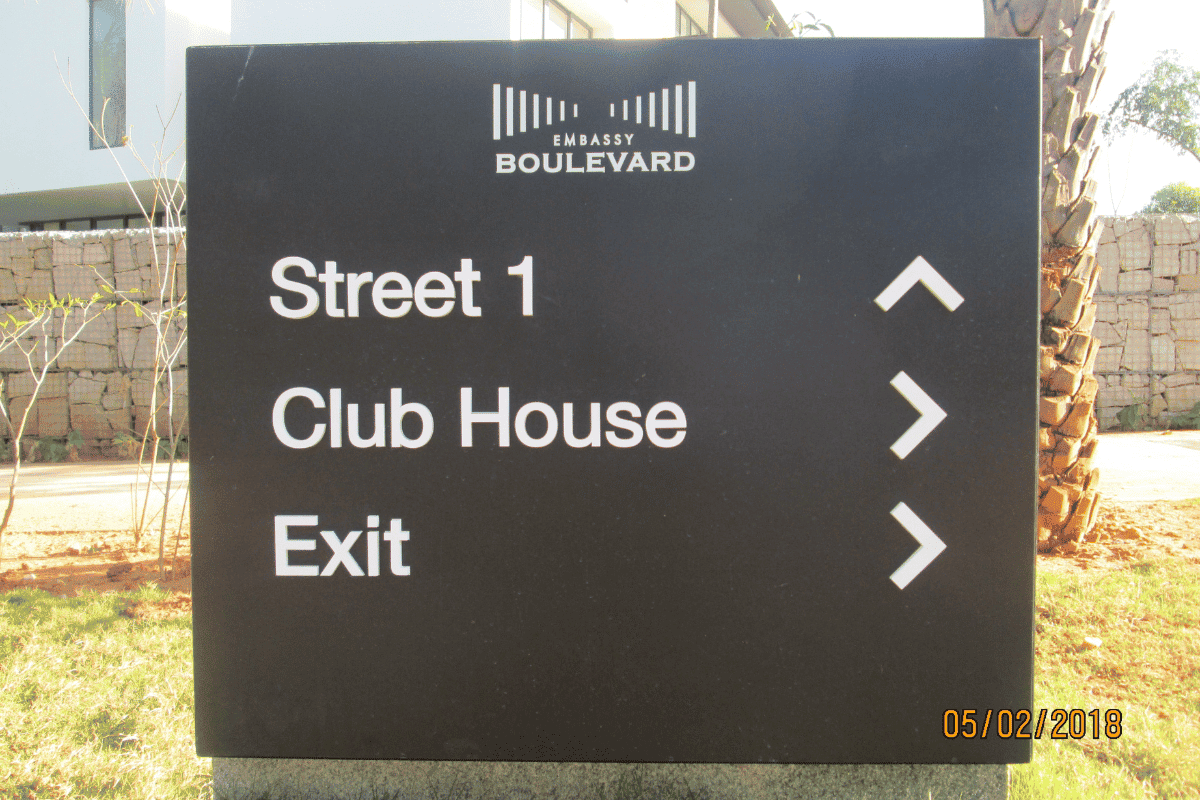 EMBASSY
BOULEVARD
Street 1
Club House
Exit
05/02/2018